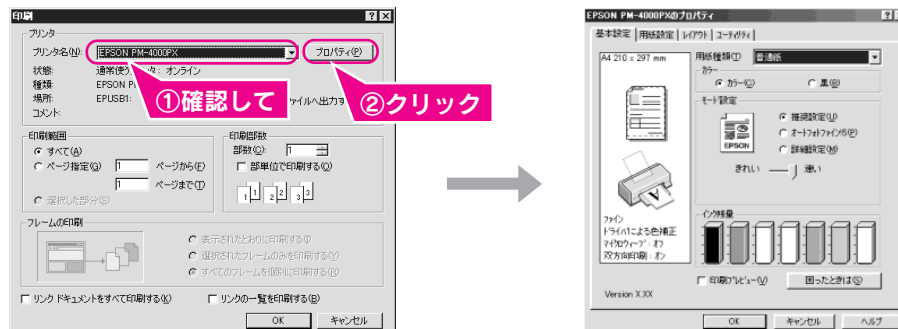 印刷
プリンタ
プリンタ名(N):
EPSON PM-4000PX
プロパティ(P)
状態:
通常使う
タ: オンライン
種類:
EPSON P
場所:
EPUSB1:
コメント:
ァイルへ出力す
①確認して
②クリック
印刷範囲
すべて(A)
ページ指定(G)
1
ページから(F)
1
ページまで(T)
選択した部分(S)
印刷部数
部数(C):
1
部単位で印刷する(O)
1 1 2 2 3 3
フレームの印刷
表示されたとおりに印刷する(I)
選択されたフレームのみを印刷する(V)
すべてのフレームを個別に印刷する(R)
リンク ドキュメントをすべて印刷する(K)
リンクの一覧を印刷する(B)
OK
キャンセル
EPSON PM-4000PXのプロパティ
基本設定
用紙設定
レイアウト
ユーティリティ
A4 210 x 297 mm
用紙種類(T)
普通紙
カラー
カラー(C)
黒(B)
モード設定
EPSON
推奨設定(U)
オートフォトファイン!5(P)
詳細設定(M)
きれい
速い
ファイン
ドライバによる色補正
マイクロウィーブ: オフ
双方向印刷: オン
インク残量
印刷プレビュー(V)
困ったときは(S)
Version X.XX
OK
キャンセル
ヘルプ